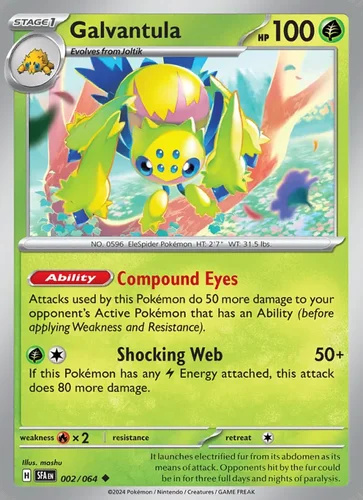 STAGE 1
Galvantula
HP 100
Evolves from Joltik
NO. 0596 EleSpider Pokémon HT: 2'7" WT: 31.5 lbs.
Ability Compound Eyes
Attacks used by this Pokémon do 50 more damage to your
opponent's Active Pokémon that has an Ability (before
applying Weakness and Resistance).
Shocking Web 50+
If this Pokémon has any Energy attached, this attack
does 80 more damage.
weakness ×2 resistance retreat
Illus. mashu
H SFA EN 002/064
It launches electrified fur from its abdomen as its
means of attack. Opponents hit by the fur could be
in for three full days and nights of paralysis.
©2024 Pokémon / Nintendo / Creatures / GAME FREAK